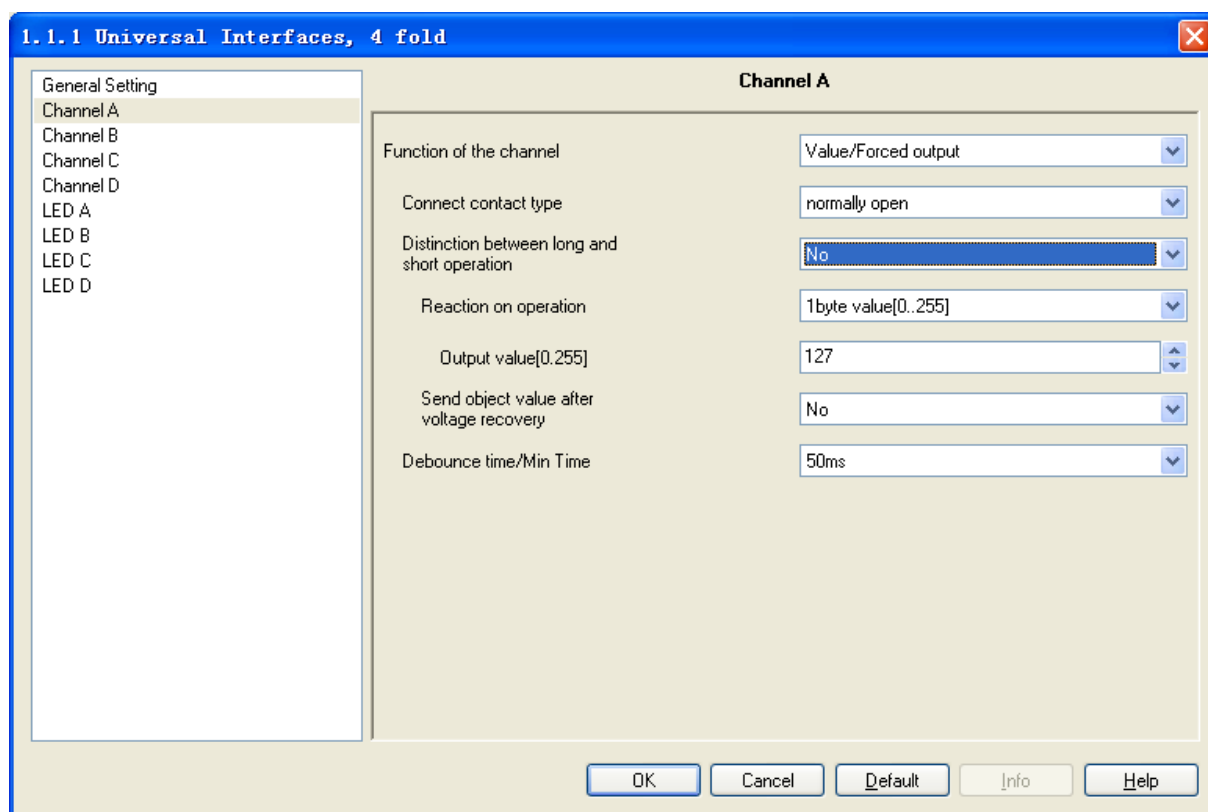 1.1.1 Universal Interfaces, 4 fold
General Setting
Channel A
Channel B
Channel C
Channel D
LED A
LED B
LED C
LED D
Channel A
Function of the channel
Value/Forced output
Connect contact type
normally open
Distinction between long and
short operation
No
Reaction on operation
1byte value[0..255]
Output value[0.255]
127
Send object value after
voltage recovery
No
Debounce time/Min Time
50ms
OK
Cancel
Default
Info
Help